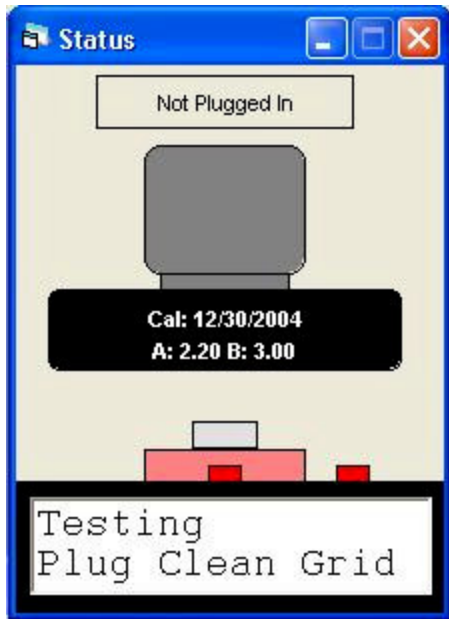 Status
Not Plugged In
Cal: 12/30/2004
A: 2.20 B: 3.00
Testing
Plug Clean Grid